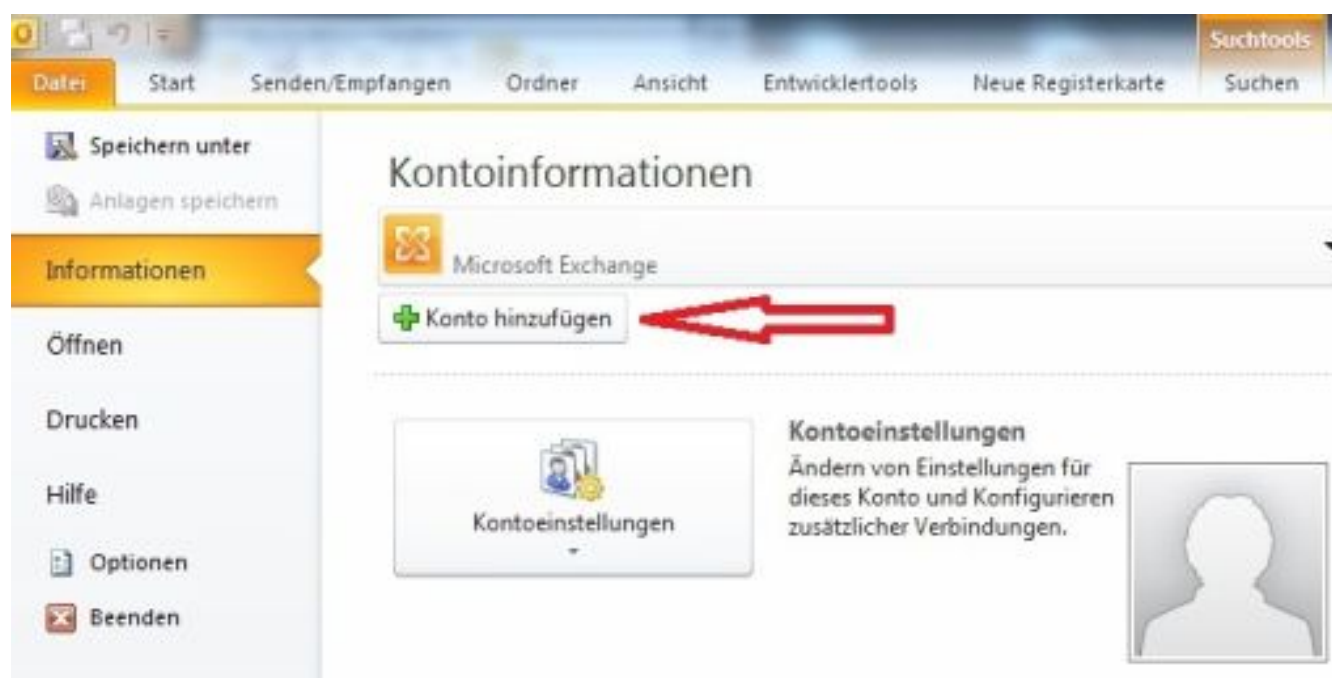 Suchtools
Datei Start Senden/Empfangen Ordner Ansicht Entwicklertools Neue Registerkarte Suchen
Speichern unter
Anlagen speichern
Informationen
Öffnen
Drucken
Hilfe
Optionen
Beenden
Kontoinformationen
Microsoft Exchange
Konto hinzufügen
Kontoeinstellungen
Kontoeinstellungen
Ändern von Einstellungen für
dieses Konto und Konfigurieren
zusätzlicher Verbindungen.